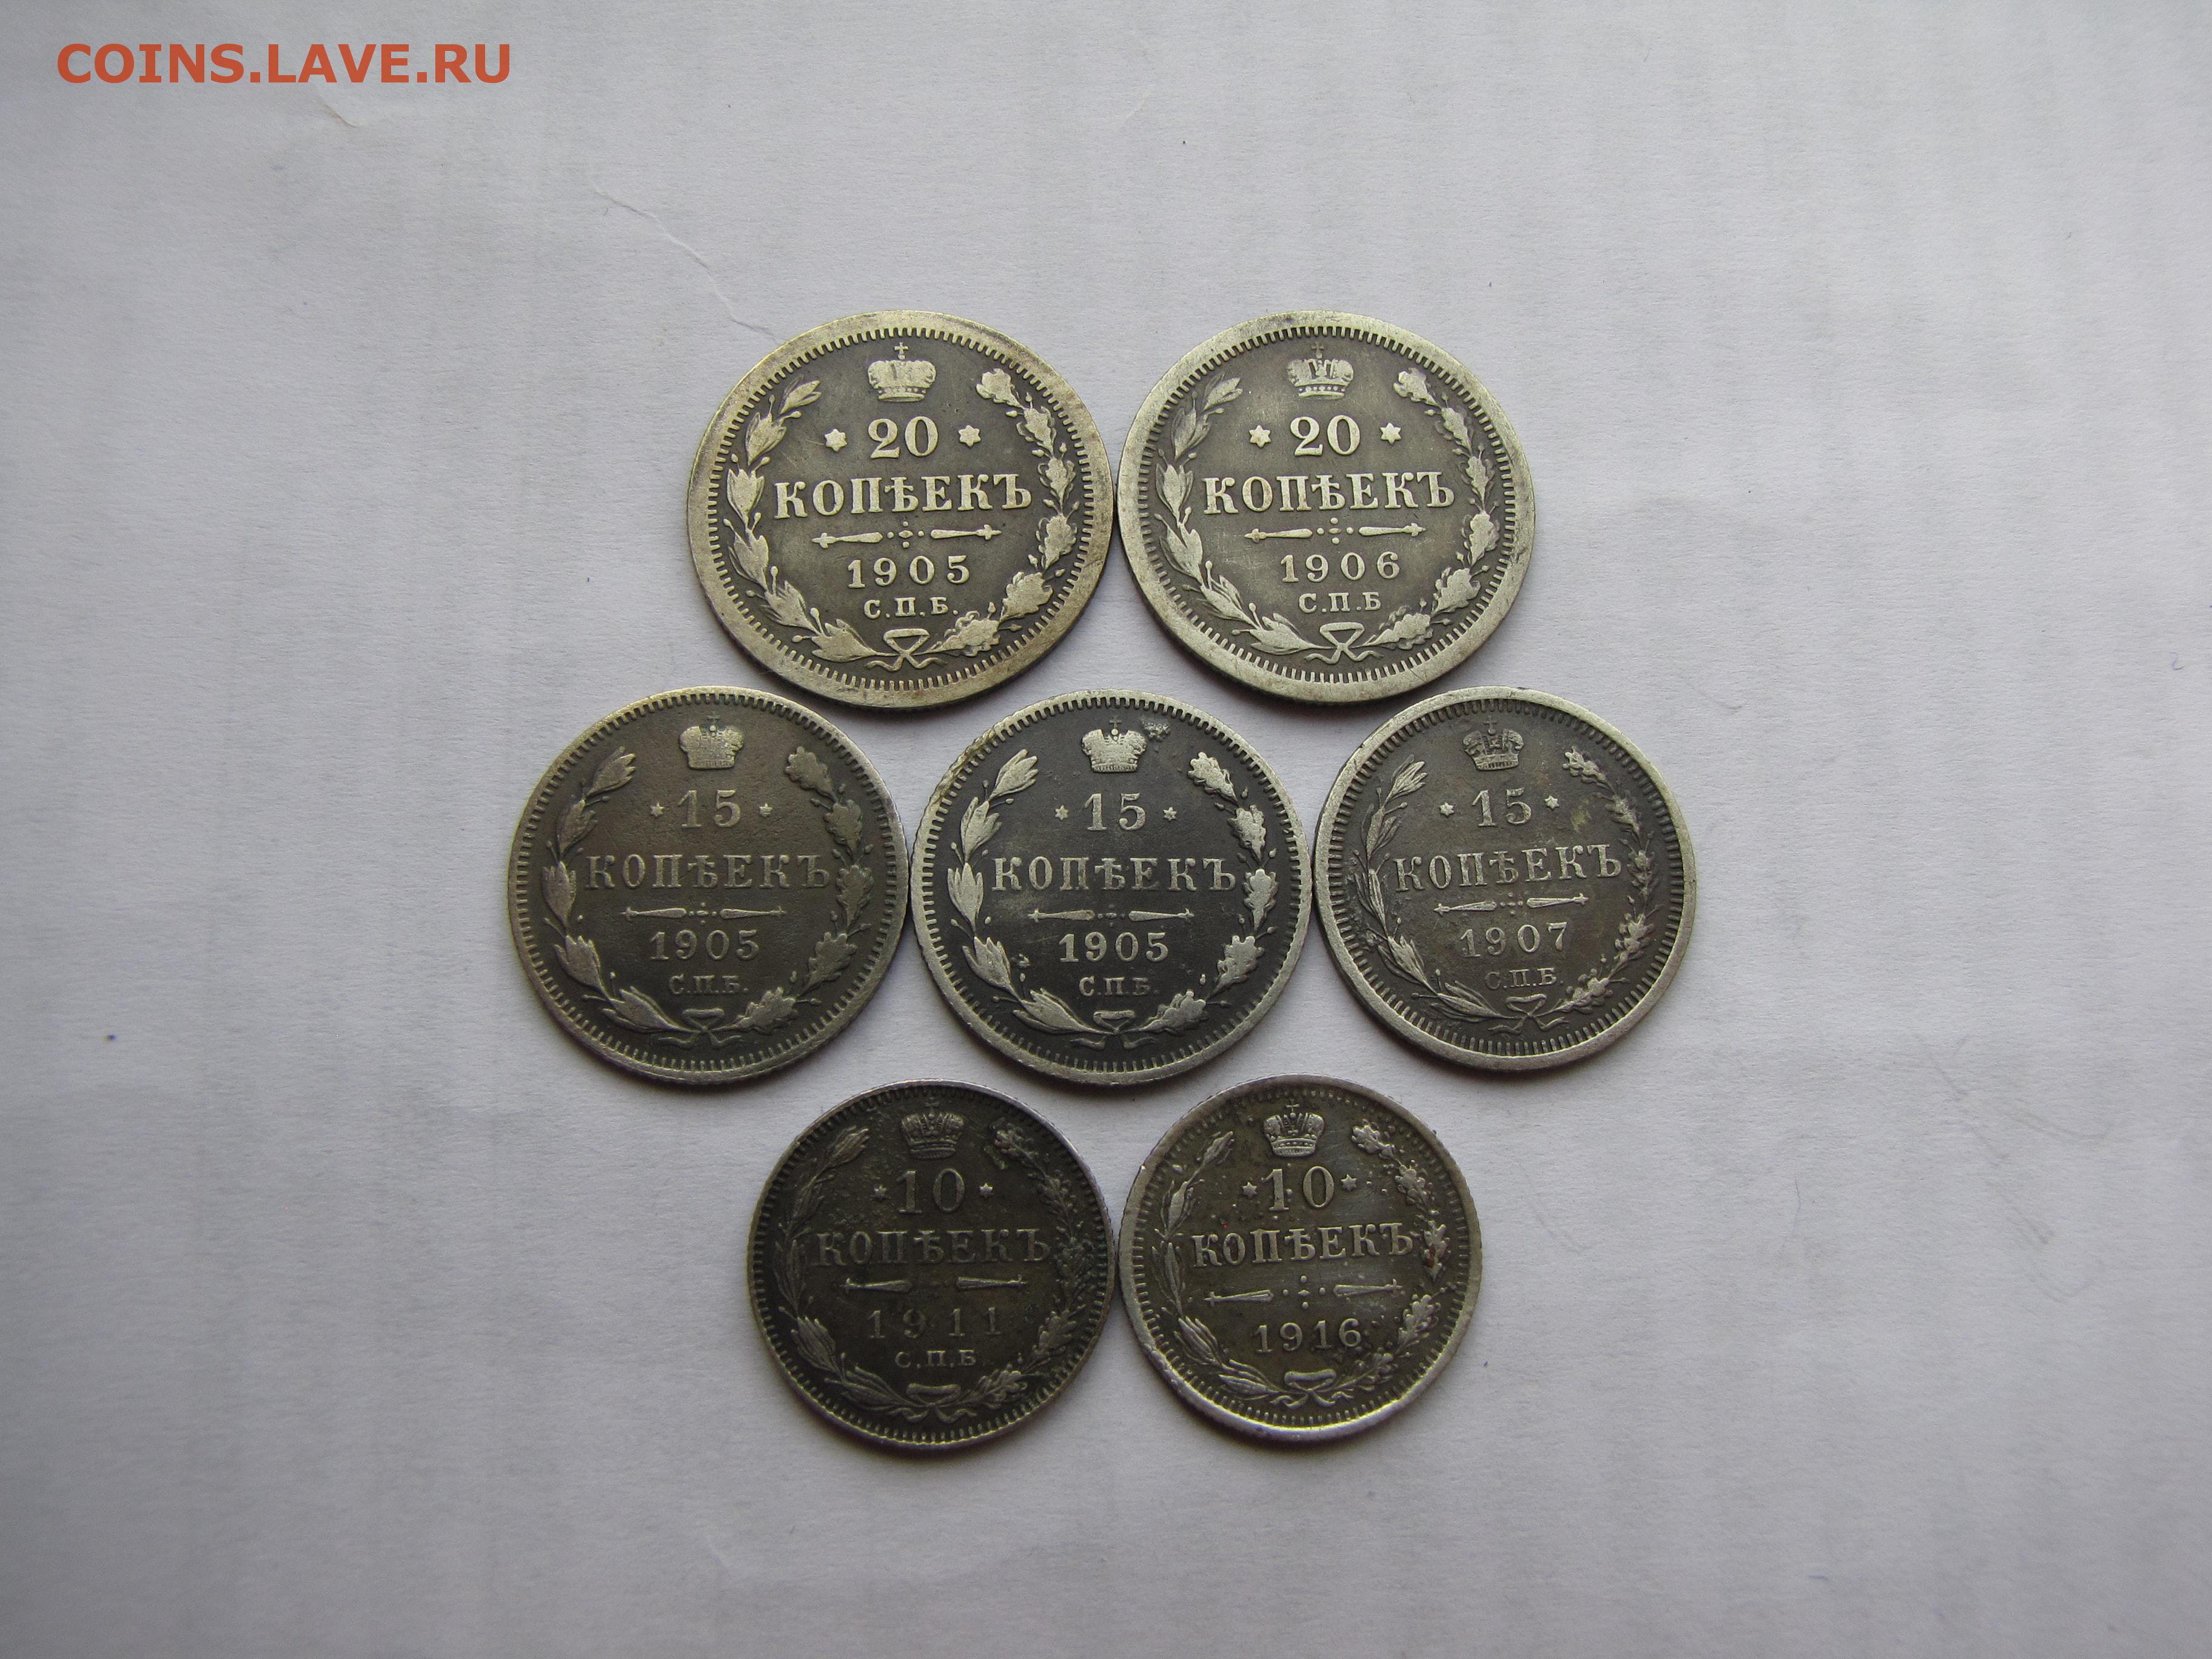 COINS.LAVE.RU
20
КОПѢЕКЪ
1905
С.П.Б.
20
КОПѢЕКЪ
1906
С.П.Б
15
КОПѢЕКЪ
1905
С.П.Б.
15
КОПѢЕКЪ
1905
С.П.Б.
15
КОПѢЕКЪ
1907
С.П.Б.
10
КОПѢЕКЪ
1911
С.П.Б
10
КОПѢЕКЪ
1916